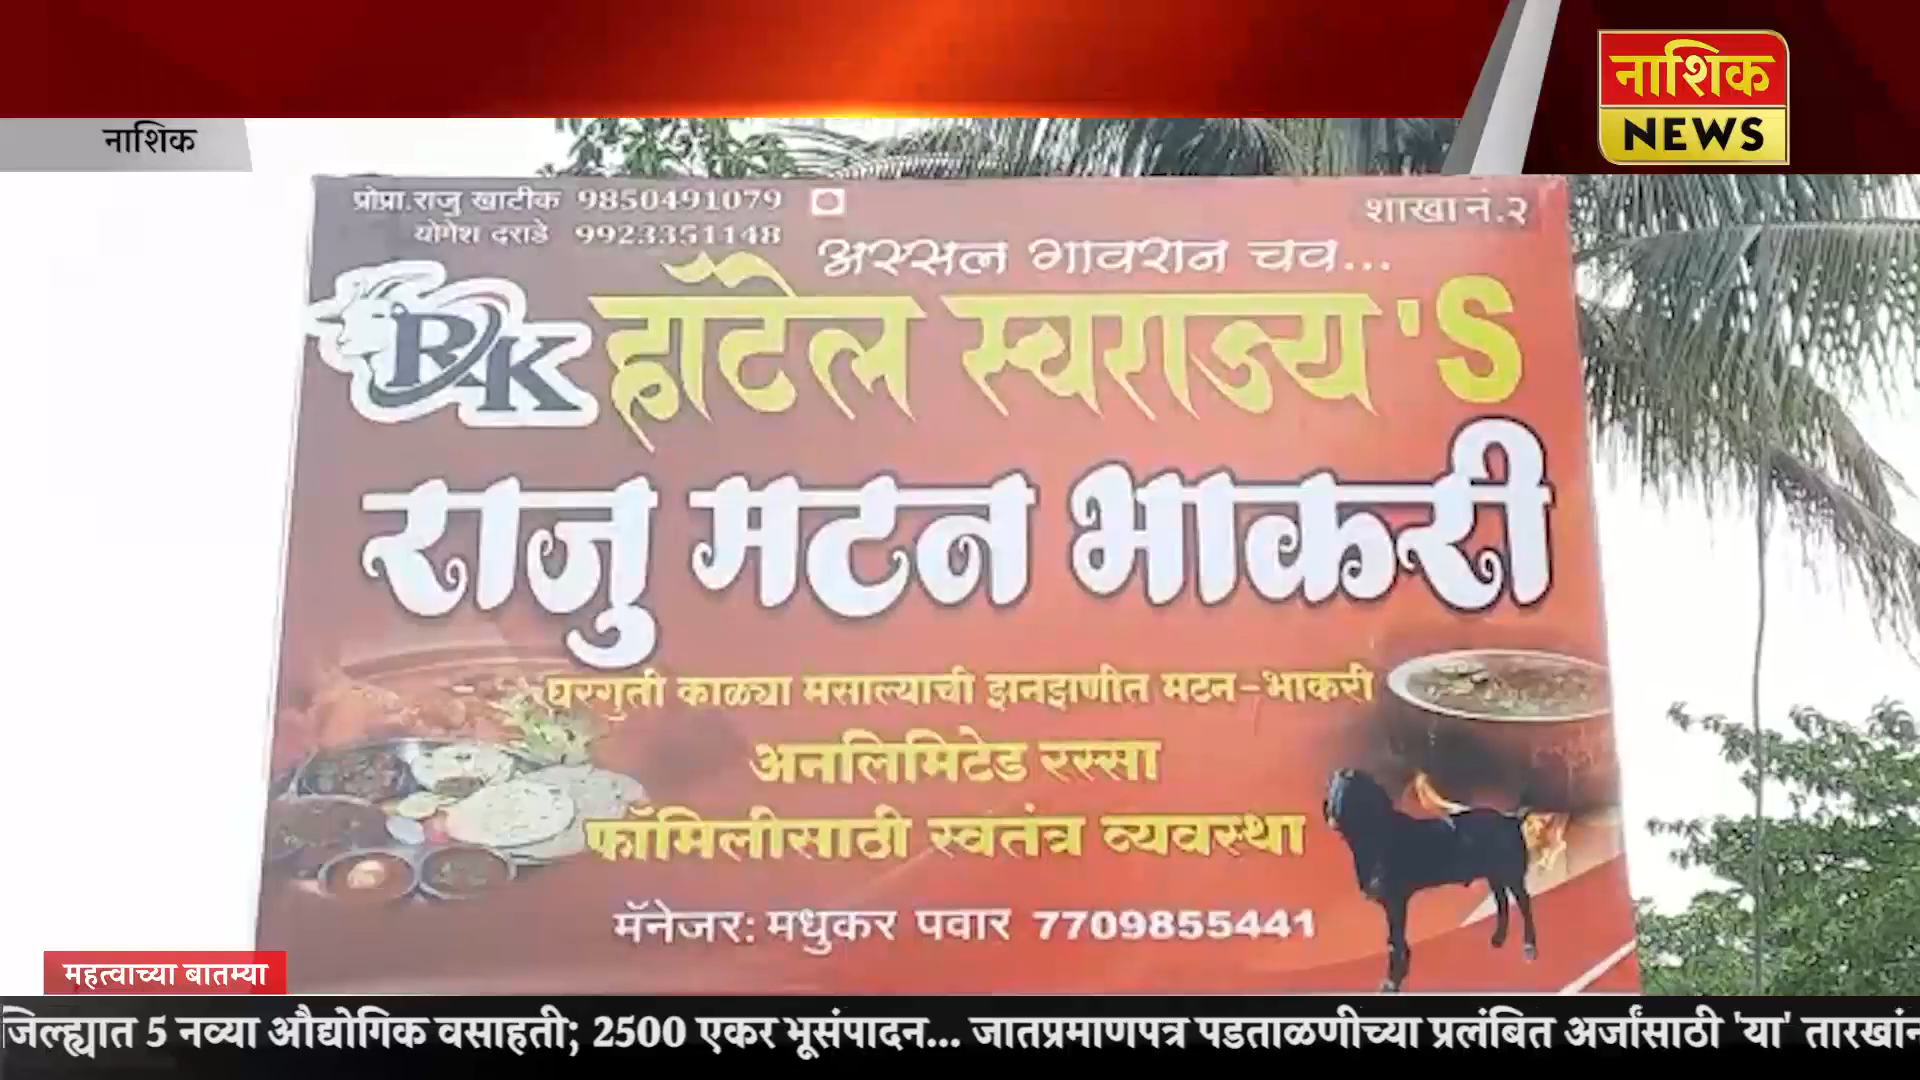 नाशिक
NEWS
नाशिक
प्रोप्रा.राजु खाटीक 9850491079
योगेश दराडे 9923351148
शाखा नं.२
अस्सल गावरान चव...
RK हॉटेल स्वराज्य'S
राजु मटन भाकरी
घरगुती काळ्या मसाल्याची झनझणीत मटन-भाकरी
अनलिमिटेड रस्सा
फॉमिलीसाठी स्वतंत्र व्यवस्था
मॅनेजर: मधुकर पवार 7709855441
महत्वाच्या बातम्या
जिल्ह्यात 5 नव्या औद्योगिक वसाहती; 2500 एकर भूसंपादन... जातप्रमाणपत्र पडताळणीच्या प्रलंबित अर्जांसाठी 'या'